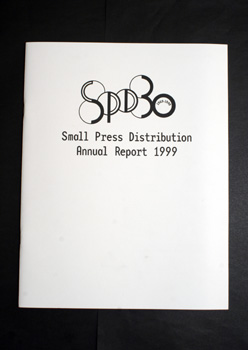 SPD30
Small Press Distribution
Annual Report 1999